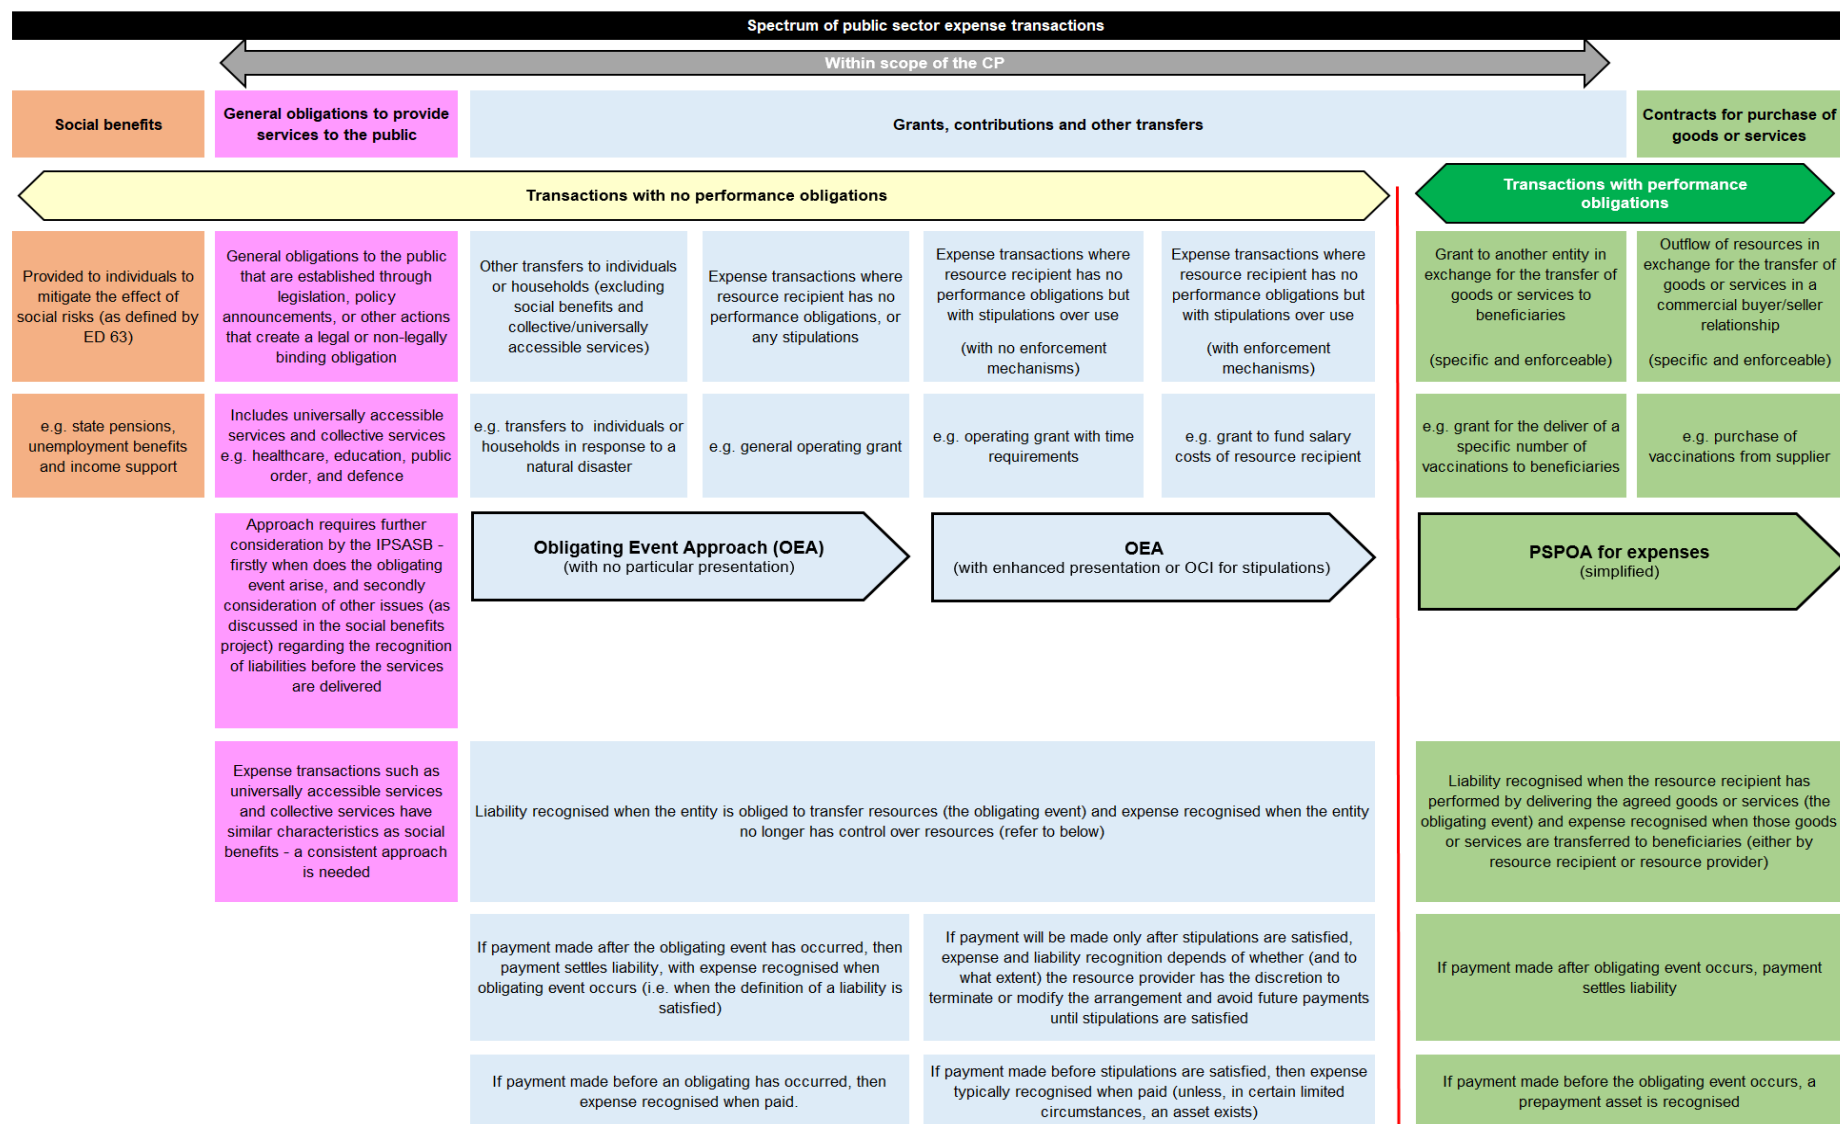 Spectrum of public sector expense transactions
Within scope of the CP
Social benefits
General obligations to provide
services to the public
Grants, contributions and other transfers
Contracts for purchase of
goods or services
Transactions with no performance obligations
Transactions with performance
obligations
Provided to individuals to
mitigate the effect of
social risks (as defined by
ED 63)
General obligations to the public
that are established through
legislation, policy
announcements, or other actions
that create a legal or non-legally
binding obligation
Other transfers to individuals
or households (excluding
social benefits and
collective/universally
accessible services)
Expense transactions where
resource recipient has no
performance obligations, or
any stipulations
Expense transactions where
resource recipient has no
performance obligations but
with stipulations over use
(with no enforcement
mechanisms)
Expense transactions where
resource recipient has no
performance obligations but
with stipulations over use
(with enforcement
mechanisms)
Grant to another entity in
exchange for the transfer of
goods or services to
beneficiaries
(specific and enforceable)
Outflow of resources in
exchange for the transfer of
goods or services in a
commercial buyer/seller
relationship
(specific and enforceable)
e.g. state pensions,
unemployment benefits
and income support
Includes universally accessible
services and collective services
e.g. healthcare, education, public
order, and defence
e.g. transfers to individuals or
households in response to a
natural disaster
e.g. general operating grant
e.g. operating grant with time
requirements
e.g. grant to fund salary
costs of resource recipient
e.g. grant for the deliver of a
specific number of
vaccinations to beneficiaries
e.g. purchase of
vaccinations from supplier
Approach requires further
consideration by the IPSASB -
firstly when does the obligating
event arise, and secondly
consideration of other issues (as
discussed in the social benefits
project) regarding the recognition
of liabilities before the services
are delivered
Obligating Event Approach (OEA)
(with no particular presentation)
OEA
(with enhanced presentation or OCI for stipulations)
PSPOA for expenses
(simplified)
Expense transactions such as
universally accessible services
and collective services have
similar characteristics as social
benefits - a consistent approach
is needed
Liability recognised when the entity is obliged to transfer resources (the obligating event) and expense recognised when the entity
no longer has control over resources (refer to below)
Liability recognised when the resource recipient has
performed by delivering the agreed goods or services (the
obligating event) and expense recognised when those goods
or services are transferred to beneficiaries (either by
resource recipient or resource provider)
If payment made after the obligating event has occurred, then
payment settles liability, with expense recognised when
obligating event occurs (i.e. when the definition of a liability is
satisfied)
If payment will be made only after stipulations are satisfied,
expense and liability recognition depends of whether (and to
what extent) the resource provider has the discretion to
terminate or modify the arrangement and avoid future payments
until stipulations are satisfied
If payment made after obligating event occurs, payment
settles liability
If payment made before an obligating has occurred, then
expense recognised when paid.
If payment made before stipulations are satisfied, then expense
typically recognised when paid (unless, in certain limited
circumstances, an asset exists)
If payment made before the obligating event occurs, a
prepayment asset is recognised